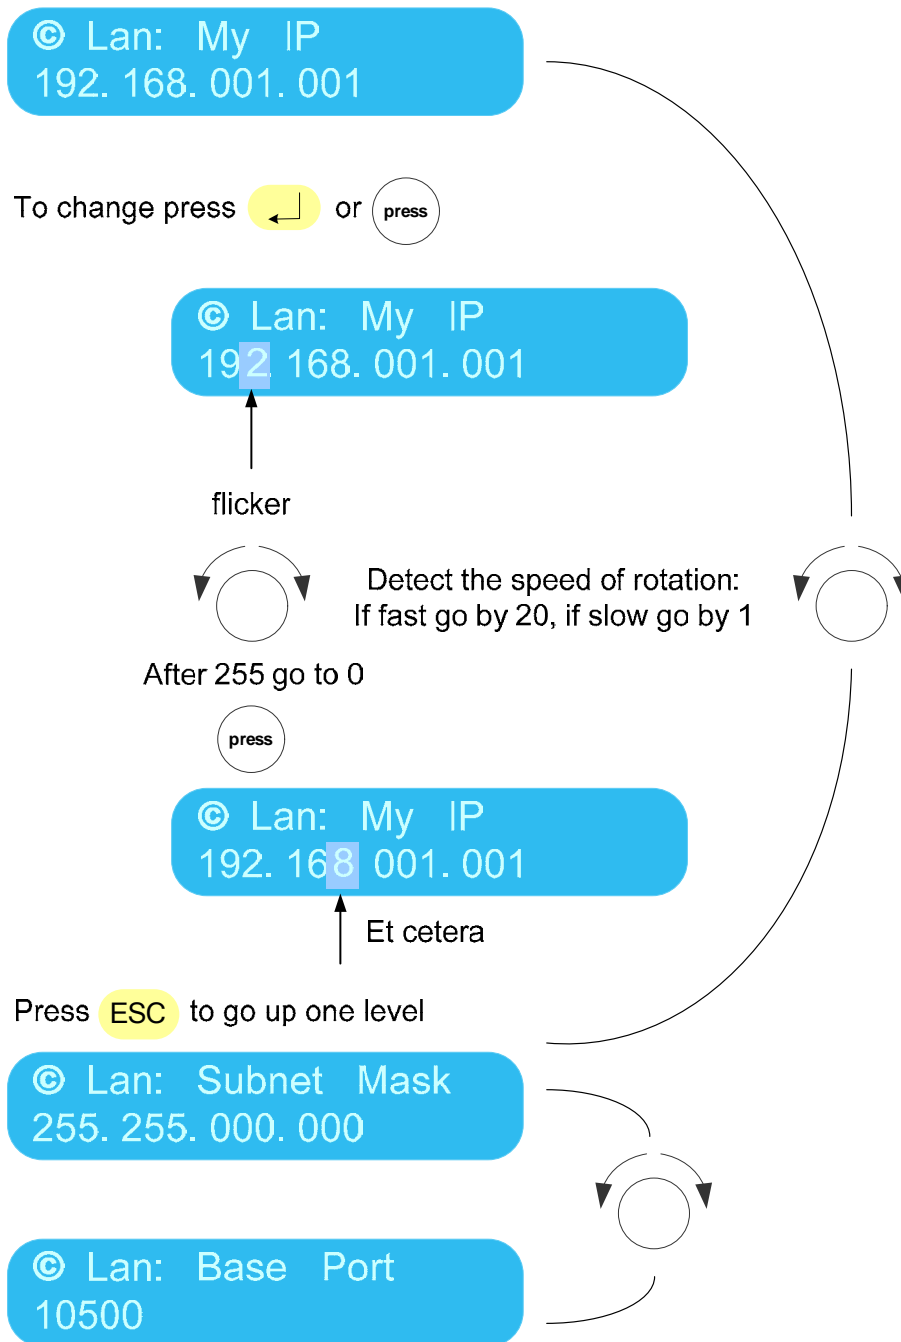 © Lan: My IP
192. 168. 001. 001
To change press or press
© Lan: My IP
192. 168. 001. 001
flicker
Detect the speed of rotation:
If fast go by 20, if slow go by 1
After 255 go to 0
press
© Lan: My IP
192. 168 001. 001
Et cetera
Press ESC to go up one level
© Lan: Subnet Mask
255. 255. 000. 000
© Lan: Base Port
10500